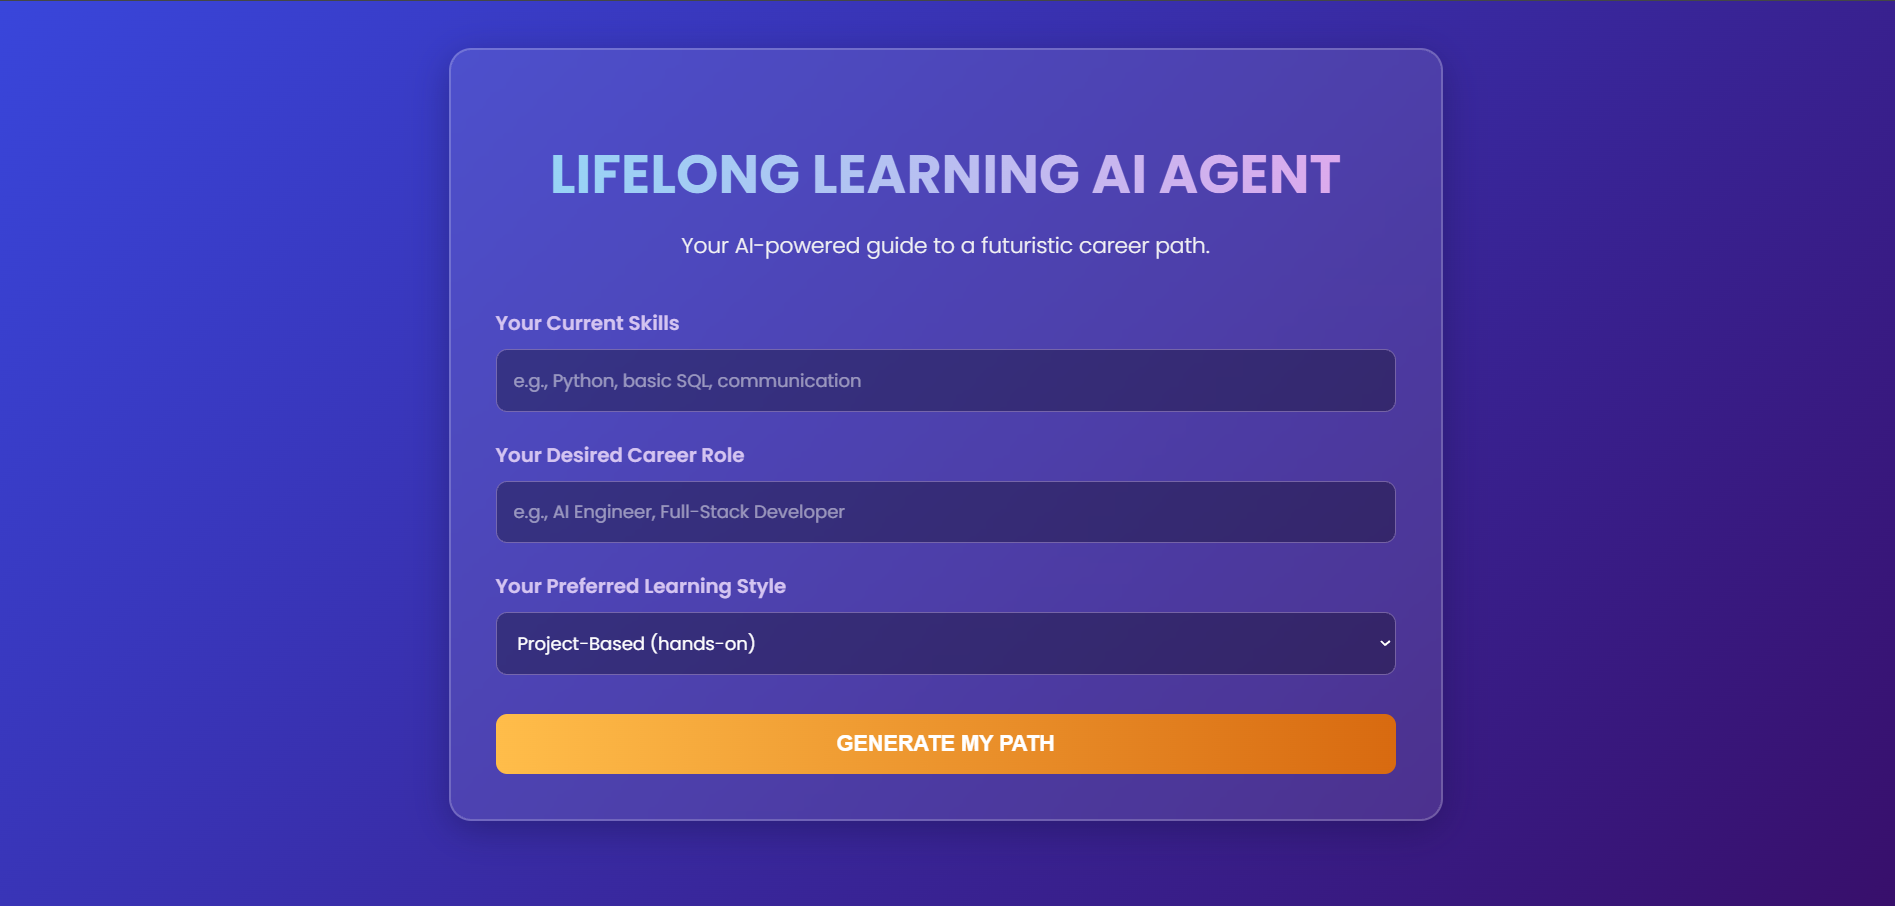 LIFELONG LEARNING AI AGENT
Your AI-powered guide to a futuristic career path.
Your Current Skills
e.g., Python, basic SQL, communication
Your Desired Career Role
e.g., AI Engineer, Full-Stack Developer
Your Preferred Learning Style
Project-Based (hands-on)
GENERATE MY PATH